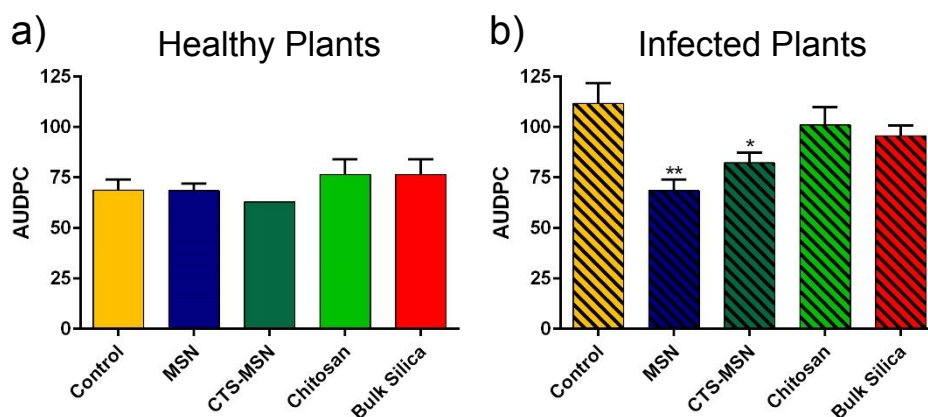 a)
Healthy Plants
AUDPC
125
100
75
50
25
0
Control
MSN
CTS-MSN
Chitosan
Bulk Silica
b)
Infected Plants
AUDPC
125
100
75
50
25
0
**
*
Control
MSN
CTS-MSN
Chitosan
Bulk Silica